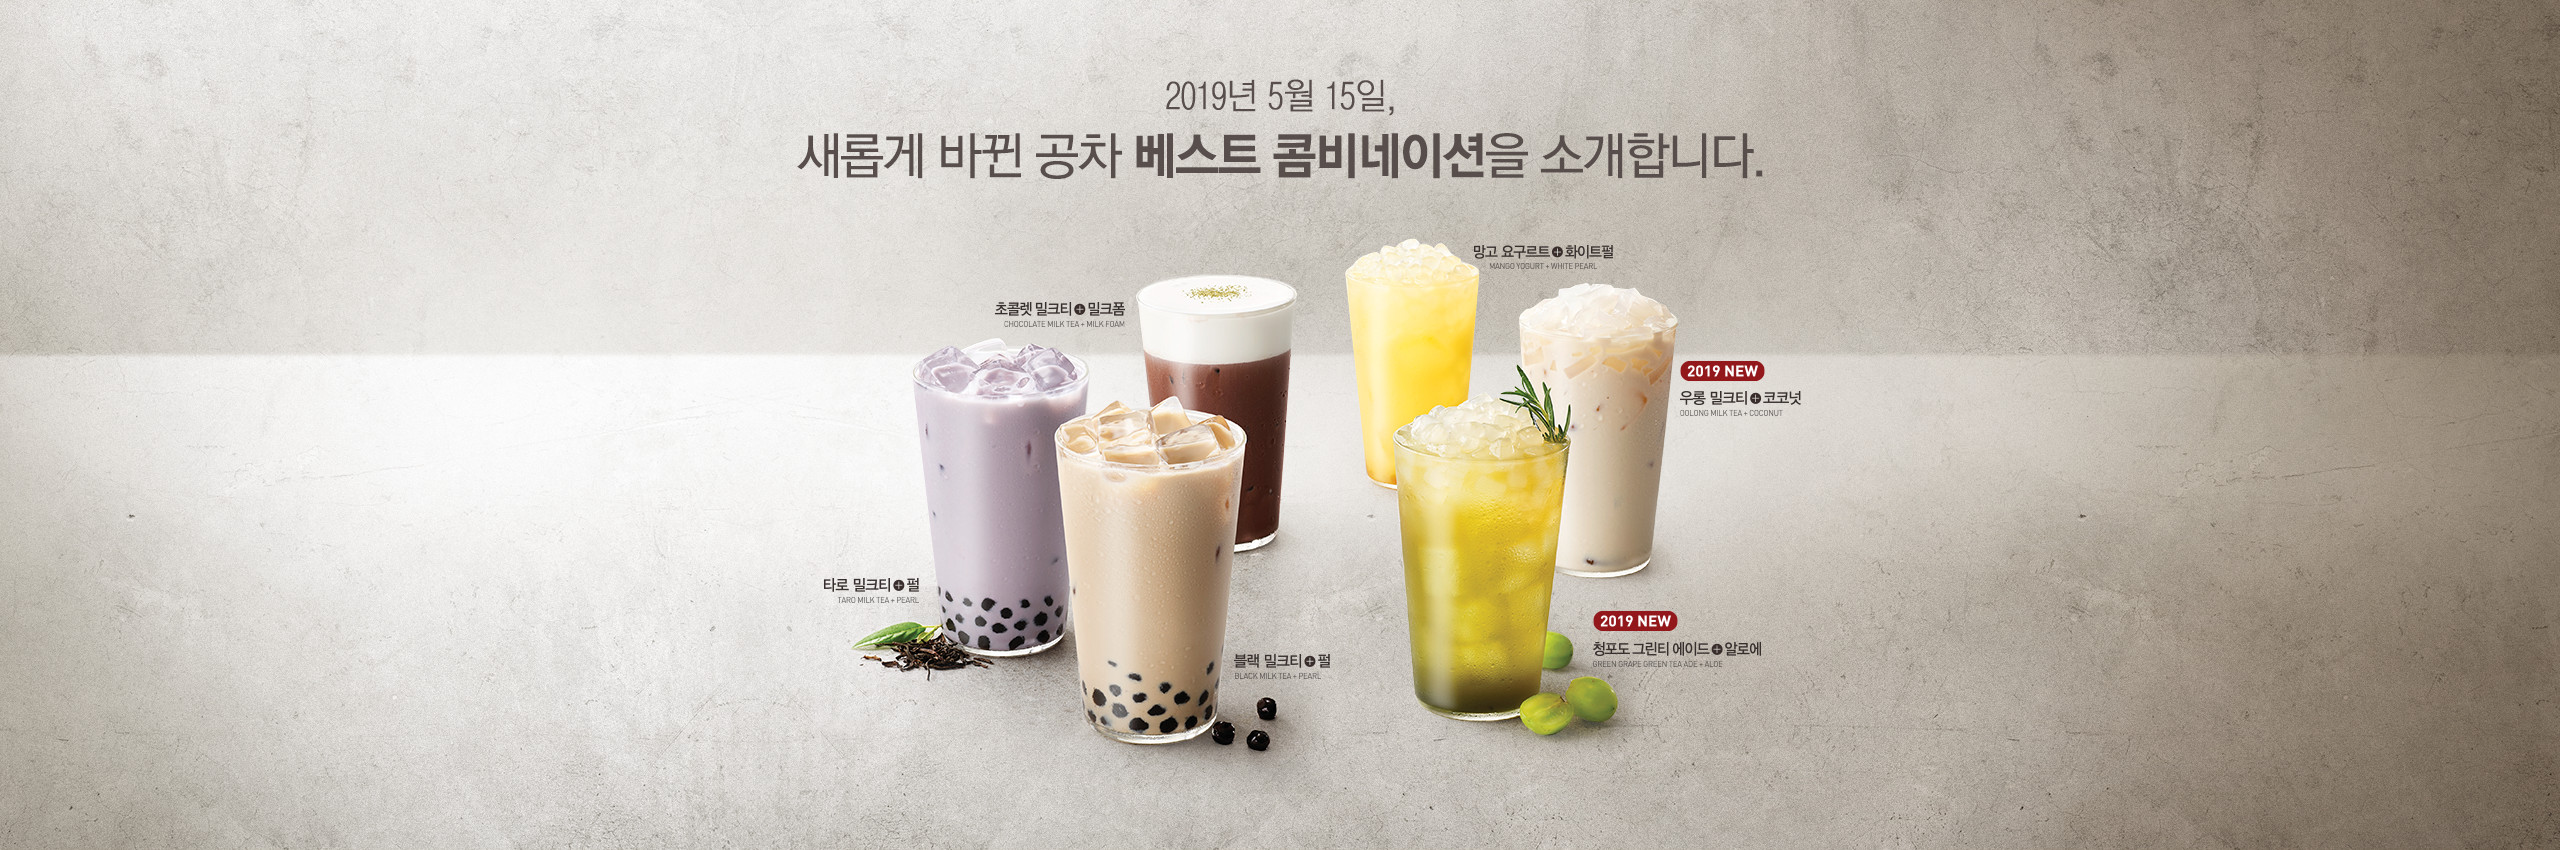 2019년 5월 15일,
새롭게 바뀐 공차 베스트 콤비네이션을 소개합니다.
망고 요구르트+화이트펄
MANGO YOGURT + WHITE PEARL
초콜렛 밀크티+밀크폼
CHOCOLATE MILK TEA + MILK FOAM
2019 NEW
우롱 밀크티+코코넛
OOLONG MILK TEA + COCONUT
타로 밀크티+펄
TARO MILK TEA + PEARL
2019 NEW
청포도 그린티 에이드+알로에
GREEN GRAPE GREEN TEA ADE + ALOE
블랙 밀크티+펄
BLACK MILK TEA + PEARL